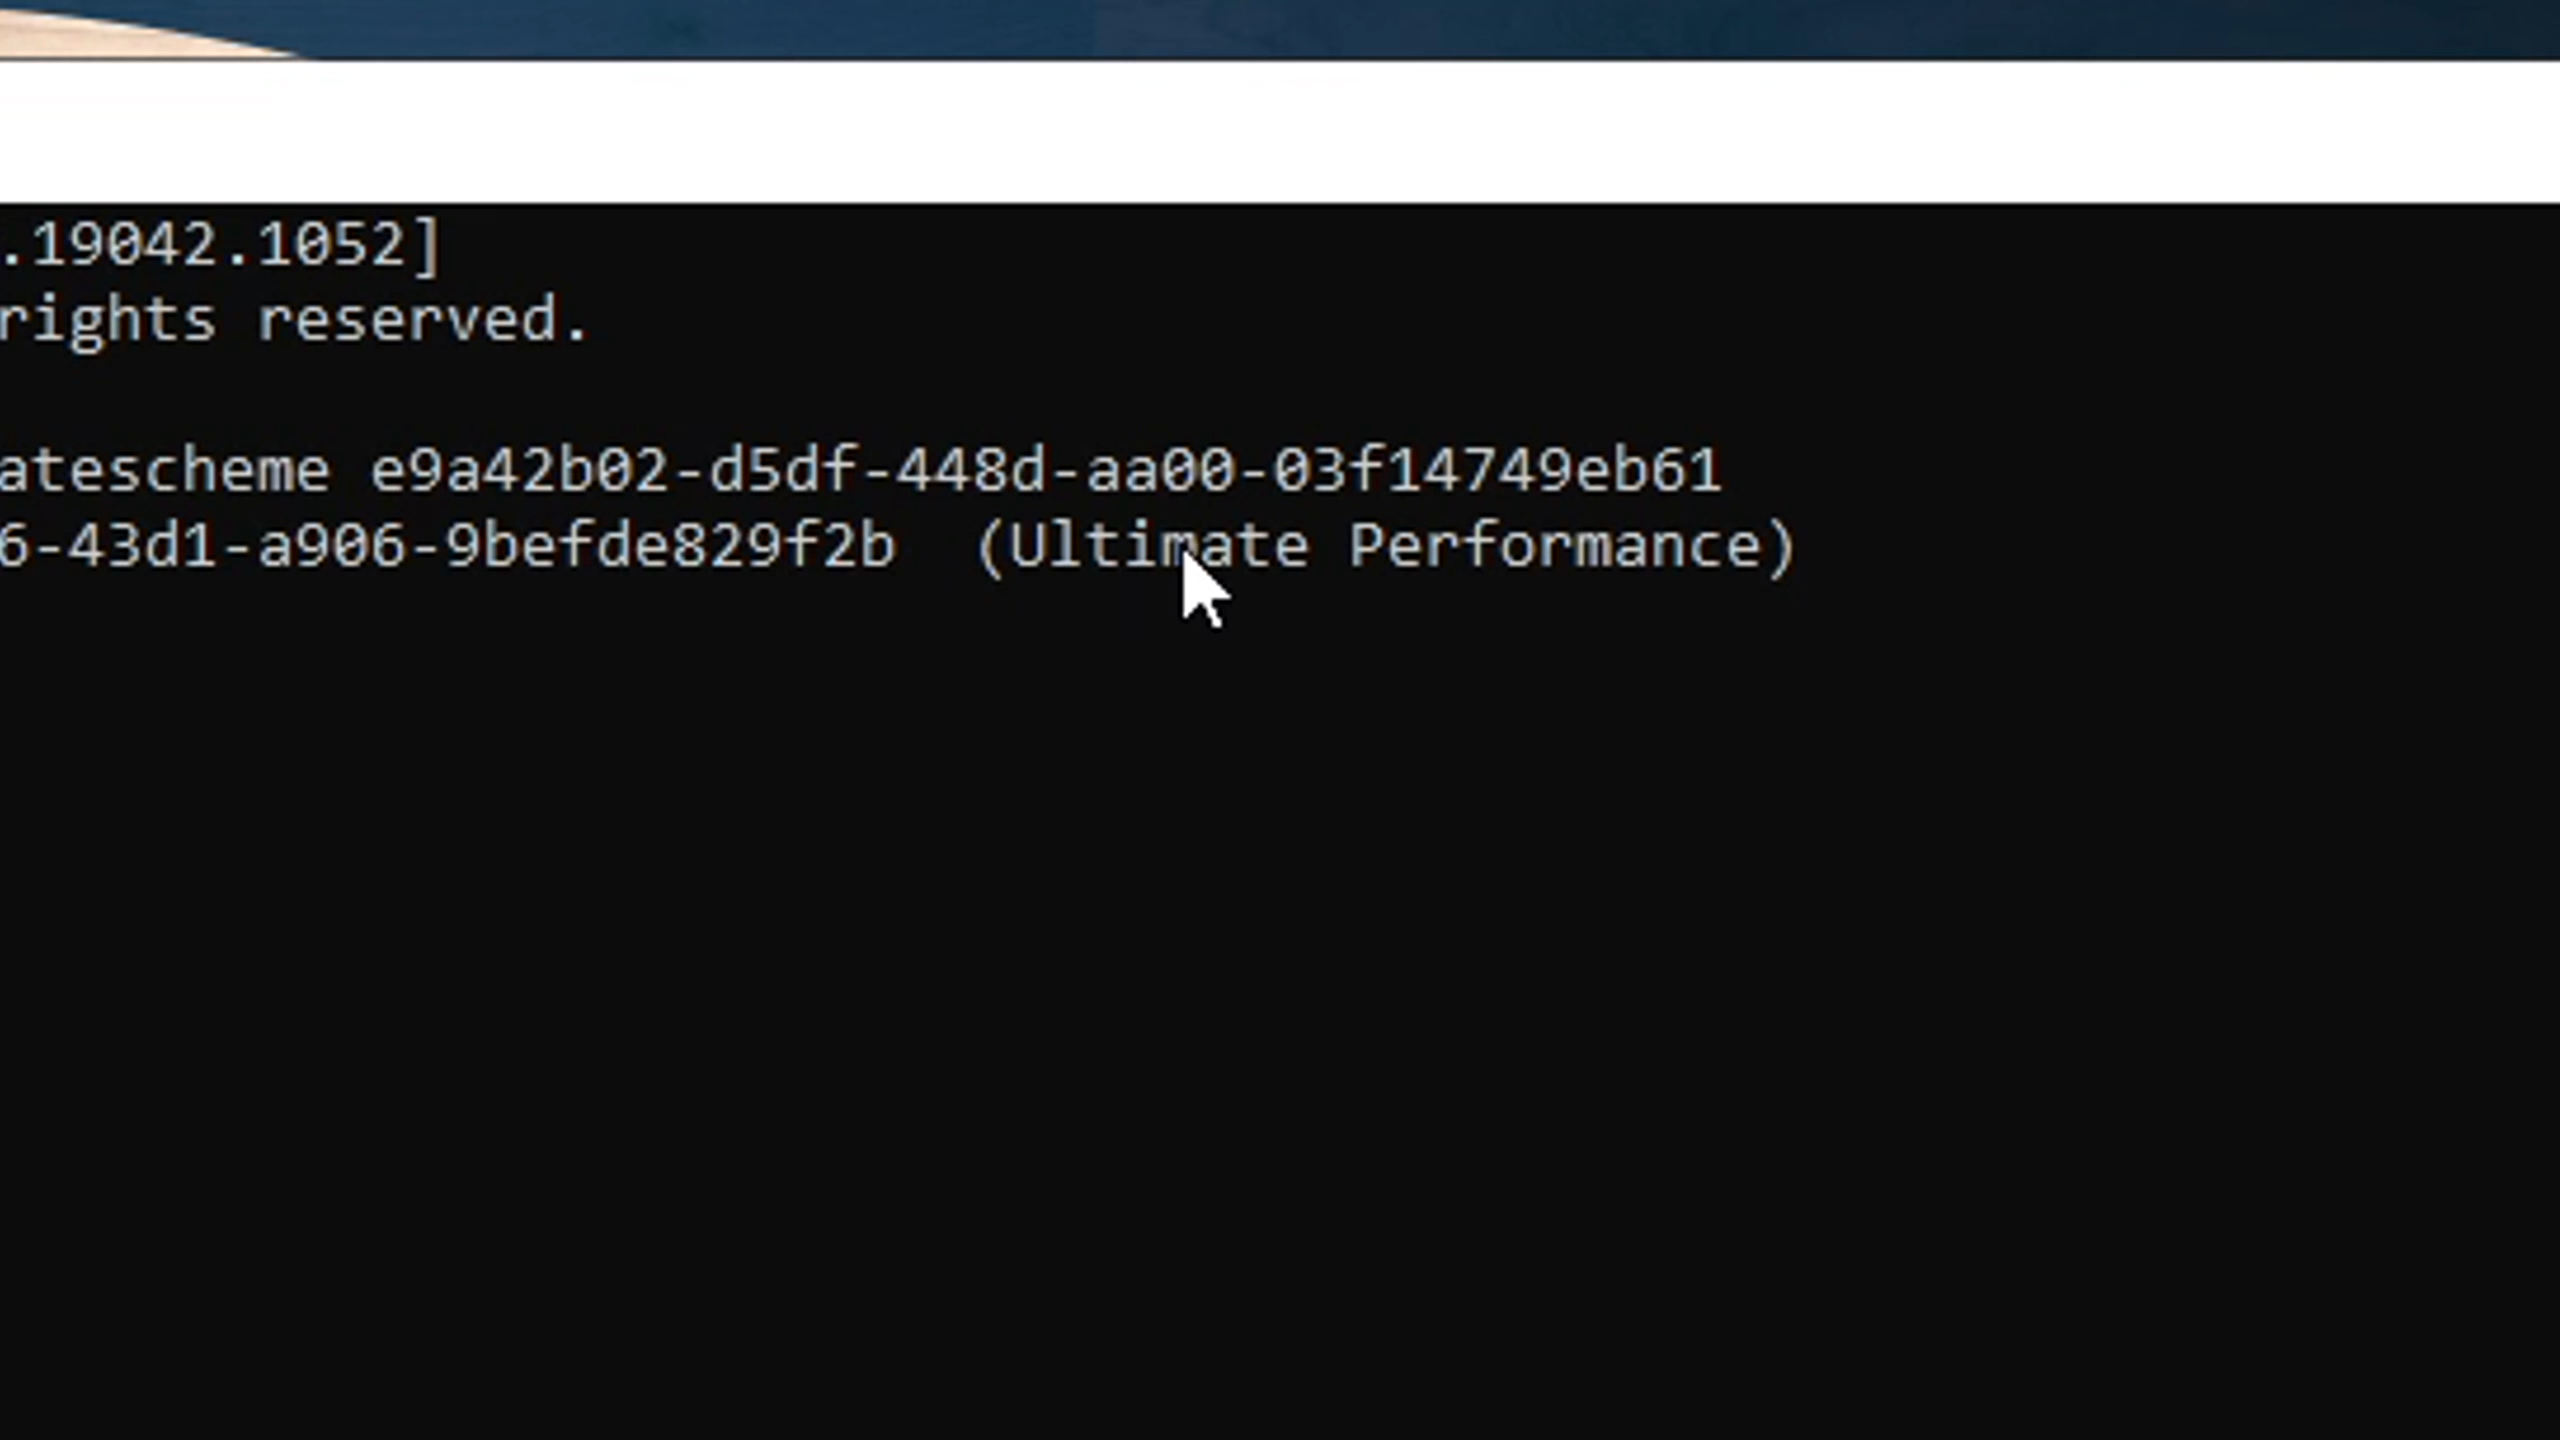 .19042.1052]
rights reserved.
atescheme e9a42b02-d5df-448d-aa00-03f14749eb61
6-43d1-a906-9befde829f2b  (Ultimate Performance)